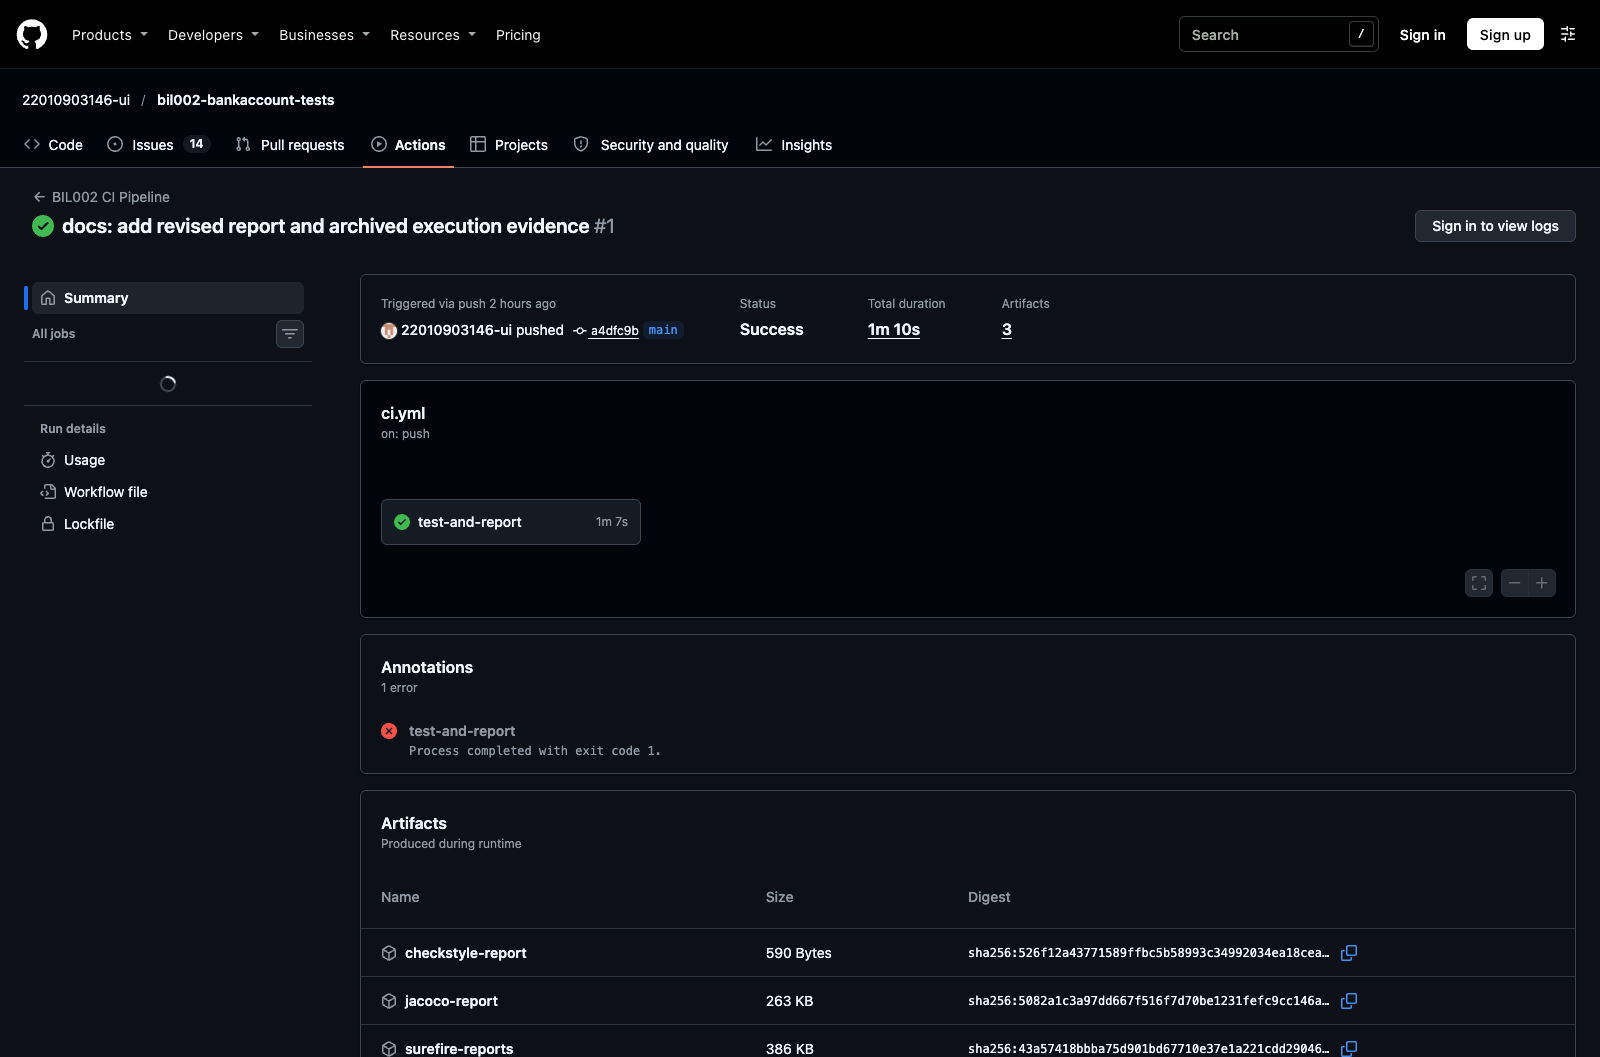 Products Developers Businesses Resources Pricing Search / Sign in Sign up
22010903146-ui / bil002-bankaccount-tests
Code Issues 14 Pull requests Actions Projects Security and quality Insights
BIL002 CI Pipeline
docs: add revised report and archived execution evidence #1
Sign in to view logs
Summary
All jobs
Run details
Usage
Workflow file
Lockfile
Triggered via push 2 hours ago Status Total duration Artifacts
22010903146-ui pushed a4dfc9b main Success 1m 10s 3
ci.yml
on: push
test-and-report 1m 7s
Annotations
1 error
test-and-report
Process completed with exit code 1.
Artifacts
Produced during runtime
Name Size Digest
checkstyle-report 590 Bytes sha256:526f12a43771589ffbc5b58993c34992034ea18cea…
jacoco-report 263 KB sha256:5082a1c3a97dd667f516f7d70be1231fefc9cc146a…
surefire-reports 386 KB sha256:43a57418bbba75d901bd67710e37e1a221cdd29046…